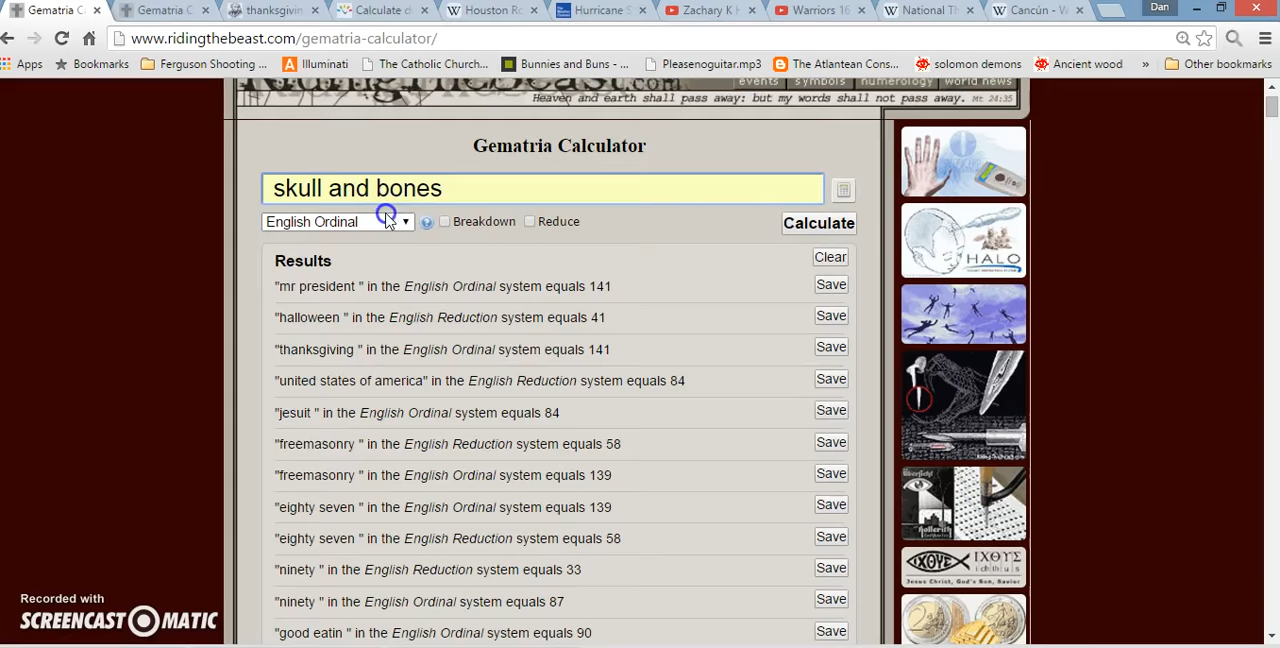 Gematria C
Gematria C
thanksgivin
Calculate d
Houston Ro
Hurricane S
Zachary K H
Warriors 16
National Th
Cancún - W
Dan
www.ridingthebeast.com/gematria-calculator/
Apps
Bookmarks
Ferguson Shooting ...
Illuminati
The Catholic Church...
Bunnies and Buns - ...
Pleasenoguitar.mp3
The Atlantean Cons...
solomon demons
Ancient wood
»
Other bookmarks
.com
events
symbols
numerology
world news
Heaven and earth shall pass away: but my words shall not pass away. Mt 24:35
Gematria Calculator
skull and bones
English Ordinal
Breakdown
Reduce
Calculate
Results
Clear
"mr president " in the English Ordinal system equals 141
Save
"halloween " in the English Reduction system equals 41
Save
"thanksgiving " in the English Ordinal system equals 141
Save
"united states of america" in the English Reduction system equals 84
Save
"jesuit " in the English Ordinal system equals 84
Save
"freemasonry " in the English Reduction system equals 58
Save
"freemasonry " in the English Ordinal system equals 139
Save
"eighty seven " in the English Ordinal system equals 139
Save
"eighty seven " in the English Reduction system equals 58
Save
"ninety " in the English Reduction system equals 33
Save
"ninety " in the English Ordinal system equals 87
Save
"good eatin " in the English Ordinal system equals 90
Save
HALO
ΙΧΘΥΣ
ichthus
Jesus Christ, God's Son, Savior
Recorded with
SCREENCAST-O-MATIC